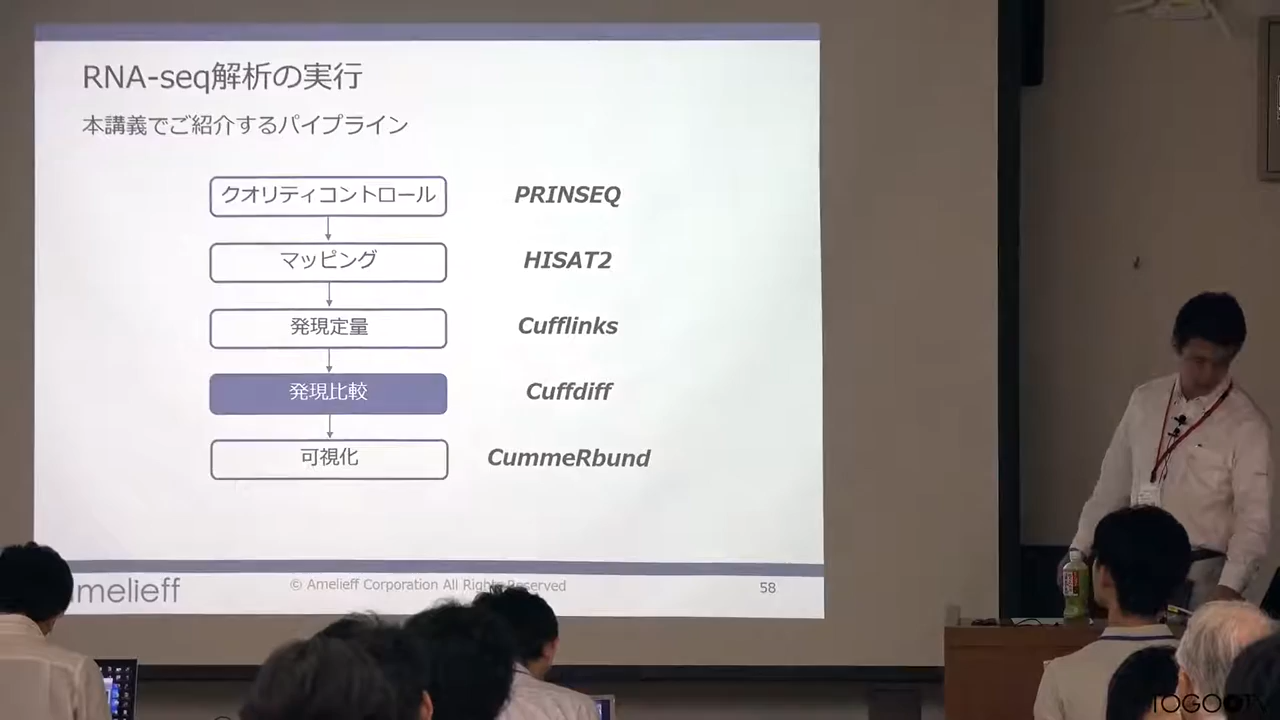 RNA-seq解析の実行
本講義でご紹介するパイプライン
クオリティコントロール PRINSEQ
マッピング HISAT2
発現定量 Cufflinks
発現比較 Cuffdiff
可視化 CummeRbund
melieff
© Amelieff Corporation All Rights Reserved
58
TOGOTV